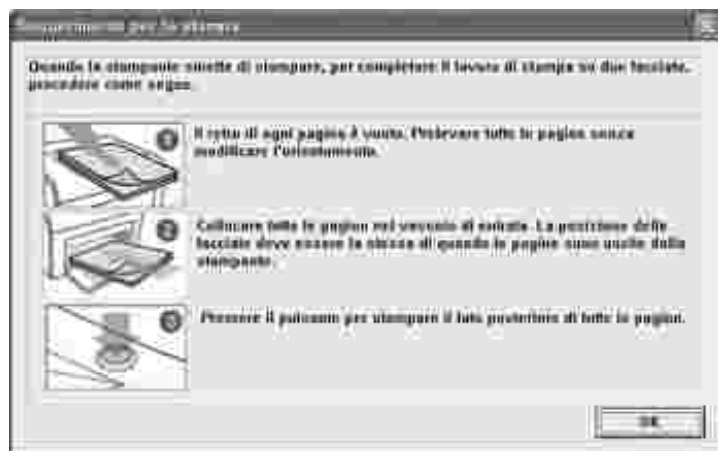 Quando la stampante smette di stampare, per completare il lavoro di stampa su due facciate,
procedere come segue.
1
Il retro di ogni pagina è vuoto. Prelevare tutte le pagine senza
modificare l'orientamento.
2
Collocare tutte le pagine nel vassoio di entrata. La posizione delle
facciate deve essere la stessa di quando le pagine sono uscite dalla
stampante.
3
Premere il pulsante per stampare il lato posteriore di tutte le pagine.
OK